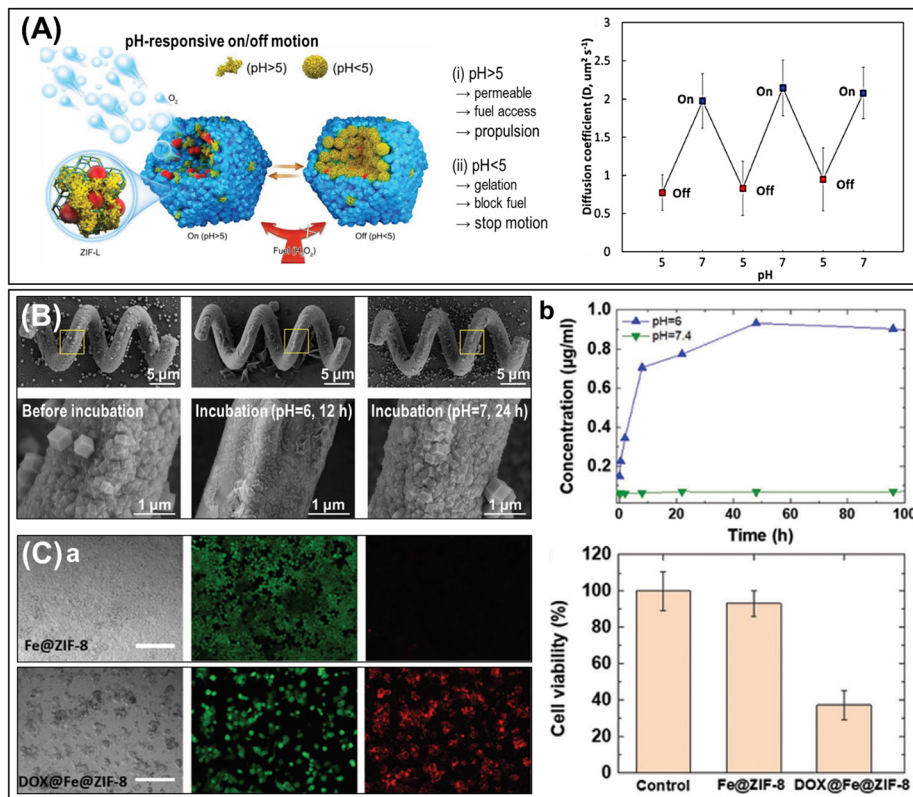 (A)
pH-responsive on/off motion
(pH>5)
(pH<5)
O2
ZIF-L
On (pH>5)
Off (pH<5)
(i) pH>5
→ permeable
→ fuel access
→ propulsion
(ii) pH<5
→ gelation
→ block fuel
→ stop motion
Diffusion coefficient (D, um² s⁻¹)
3
2.5
2
1.5
1
0.5
0
On
On
On
Off
Off
Off
5 7 5 7 5 7
pH
(B)
5 µm
5 µm
5 µm
Before incubation
Incubation (pH=6, 12 h)
Incubation (pH=7, 24 h)
1 µm
1 µm
1 µm
b
Concentration (µg/ml)
1.0
0.8
0.6
0.4
0.2
pH=6
pH=7.4
0 20 40 60 80 100
Time (h)
(C) a
Fe@ZIF-8
DOX@Fe@ZIF-8
Cell viability (%)
120
100
80
60
40
20
0
Control Fe@ZIF-8 DOX@Fe@ZIF-8